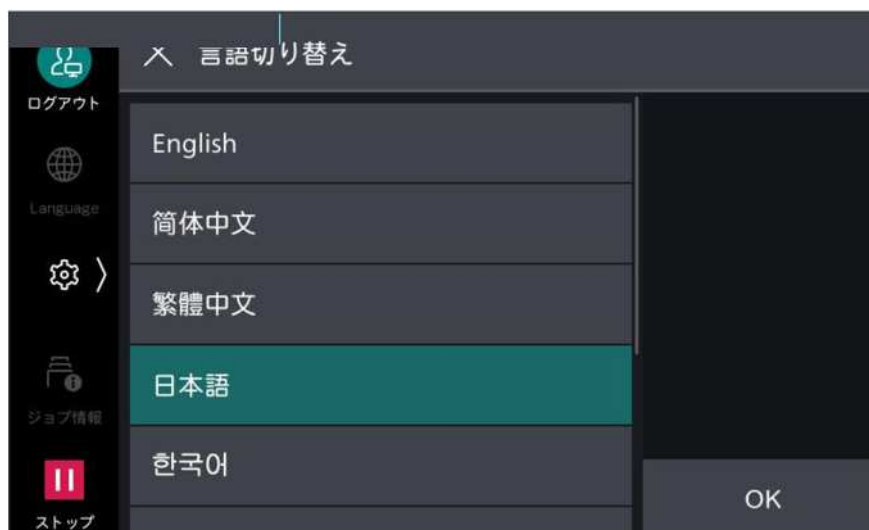 言語切り替え
ログアウト
Language
ジョブ情報
ストップ
English
简体中文
繁體中文
日本語
한국어
OK